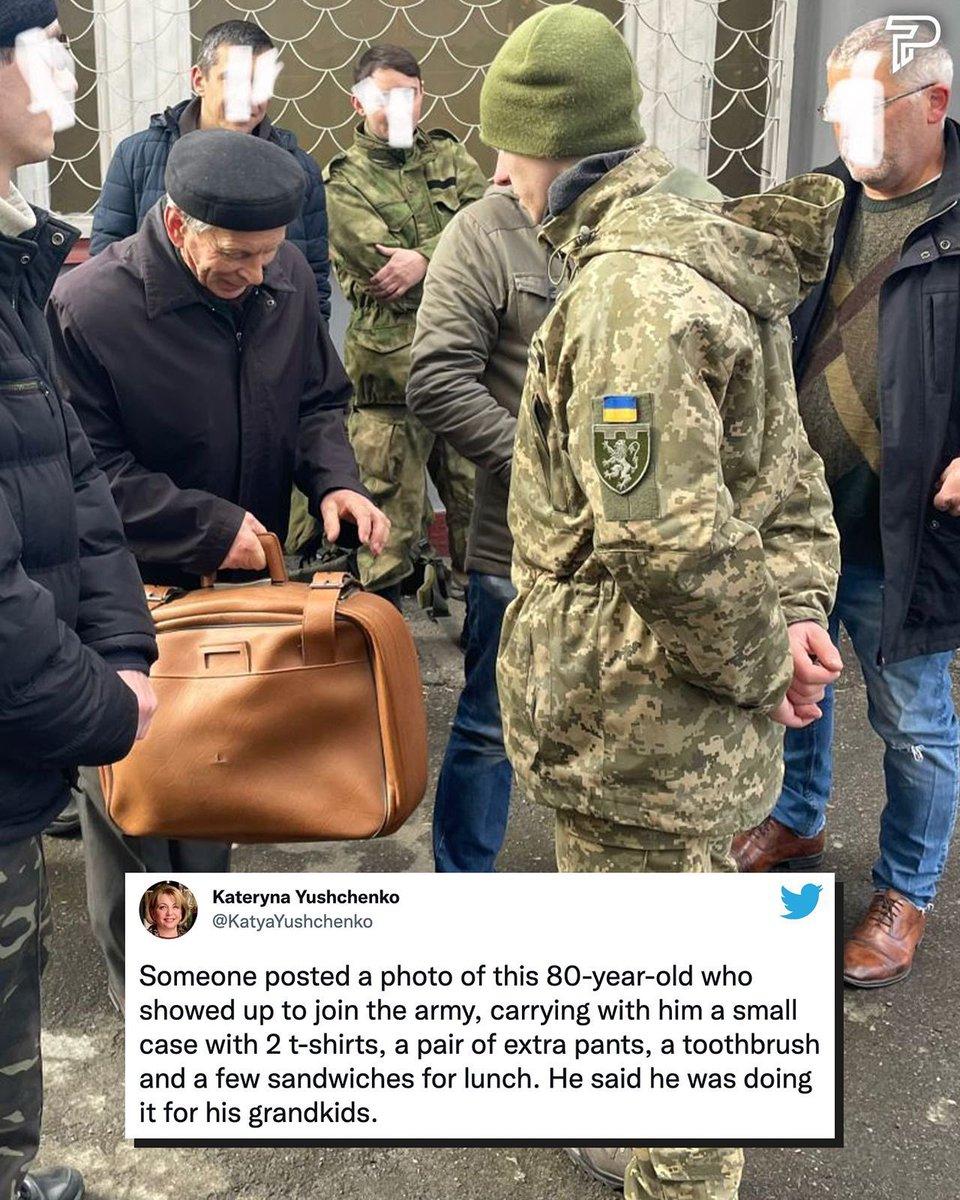 Kateryna Yushchenko
@KatyaYushchenko
Someone posted a photo of this 80-year-old who
showed up to join the army, carrying with him a small
case with 2 t-shirts, a pair of extra pants, a toothbrush
and a few sandwiches for lunch. He said he was doing
it for his grandkids.